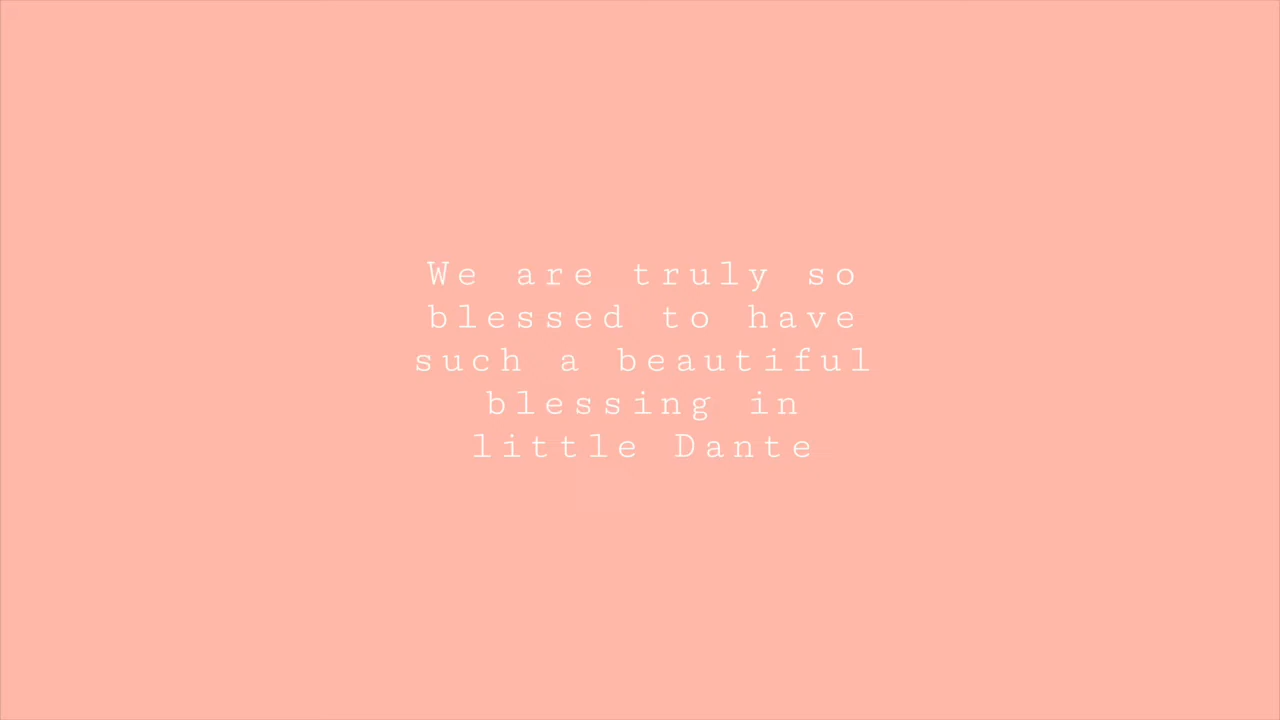 We are truly so
blessed to have
such a beautiful
blessing in
little Dante